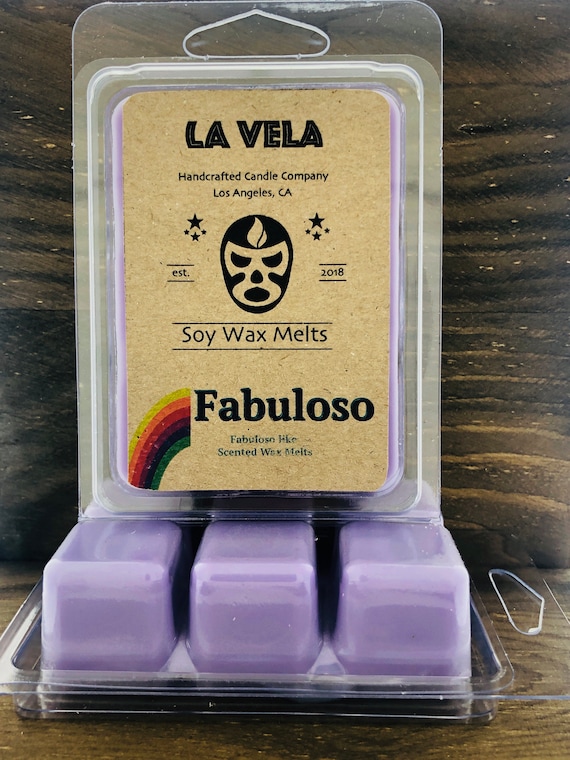 LA VELA
Handcrafted Candle Company
Los Angeles, CA
est. 2018
Soy Wax Melts
Fabuloso
Fabuloso like
Scented Wax Melts